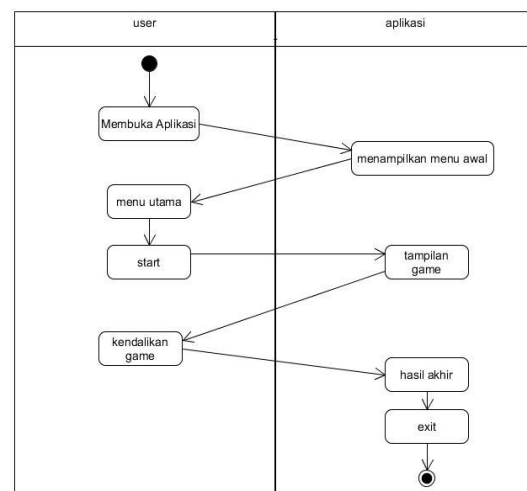 user
aplikasi
Membuka Aplikasi
menampilkan menu awal
menu utama
start
tampilan
game
kendalikan
game
hasil akhir
exit